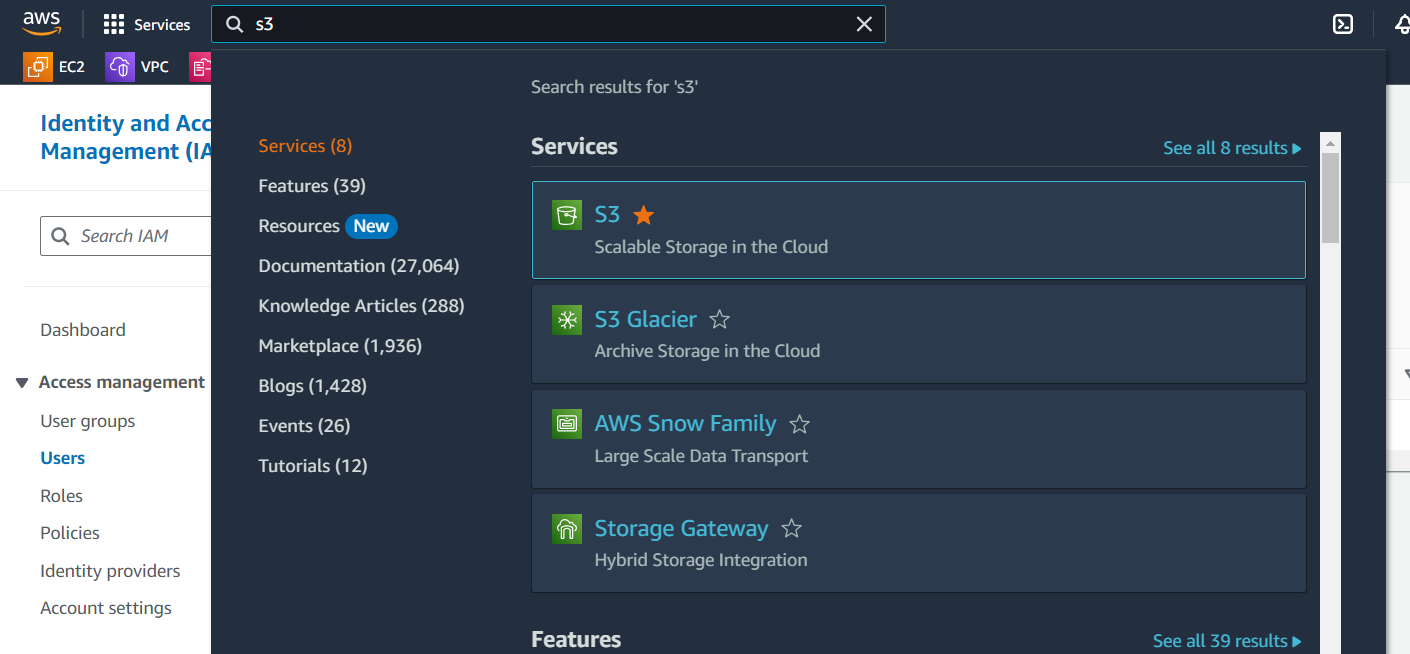 aws
Services
s3
EC2
VPC
Identity and Acc
Management (IA
Search IAM
Dashboard
Access management
User groups
Users
Roles
Policies
Identity providers
Account settings
Search results for 's3'
Services (8)
Features (39)
Resources New
Documentation (27,064)
Knowledge Articles (288)
Marketplace (1,936)
Blogs (1,428)
Events (26)
Tutorials (12)
Services
See all 8 results
S3
Scalable Storage in the Cloud
S3 Glacier
Archive Storage in the Cloud
AWS Snow Family
Large Scale Data Transport
Storage Gateway
Hybrid Storage Integration
Features
See all 39 results